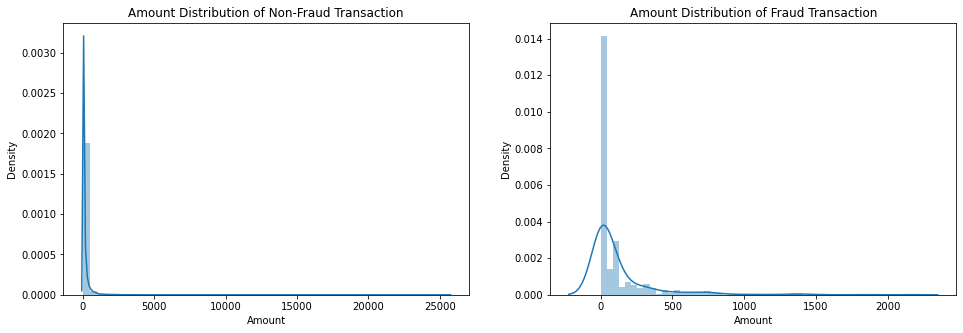 Amount Distribution of Non-Fraud Transaction
0.0030
0.0025
0.0020
0.0015
0.0010
0.0005
0.0000
Density
0 5000 10000 15000 20000 25000
Amount
Amount Distribution of Fraud Transaction
0.014
0.012
0.010
0.008
0.006
0.004
0.002
0.000
Density
0 500 1000 1500 2000
Amount